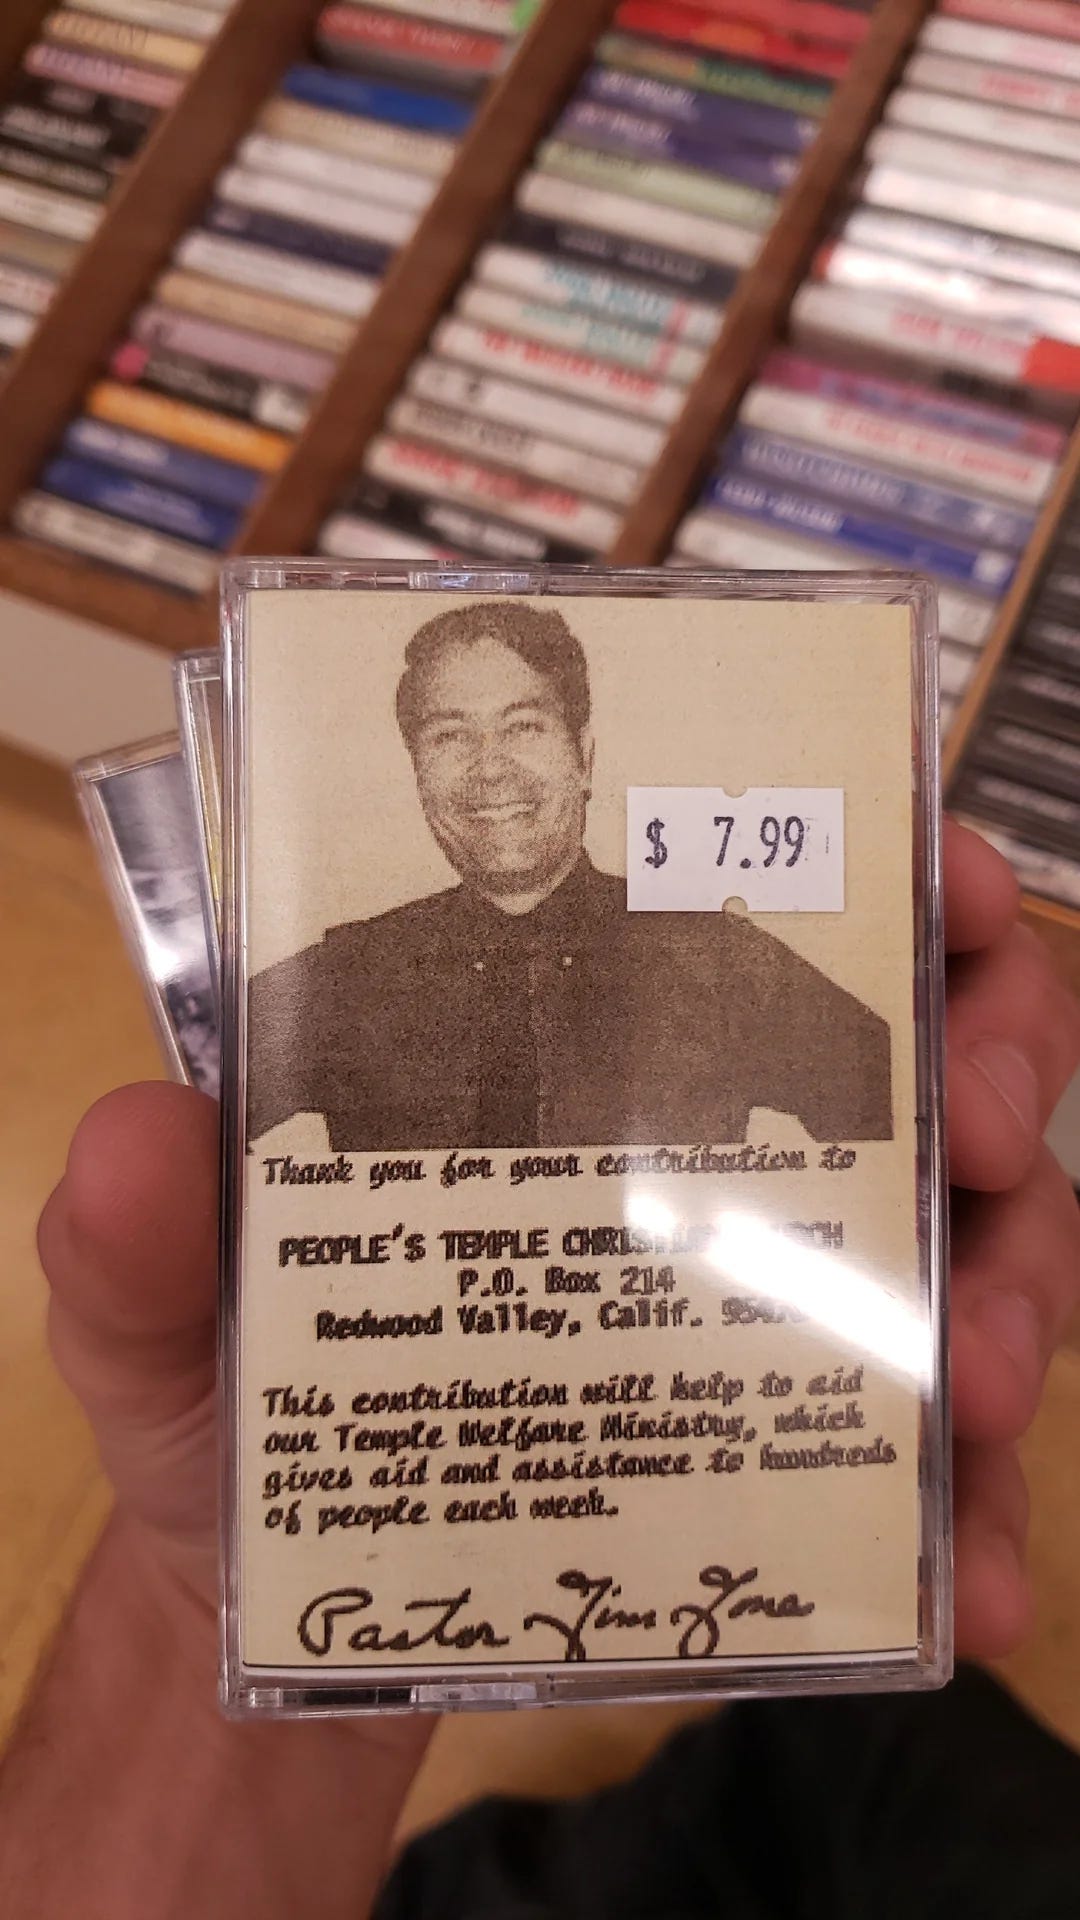 $ 7.99
Thank you for your contribution to
PEOPLE'S TEMPLE
P.O. Box 214
Redwood Valley, Calif.
This contribution will help to aid
our Temple Welfare Ministry, which
gives aid and assistance to hundreds
of people each week.
Pastor Jim Jones